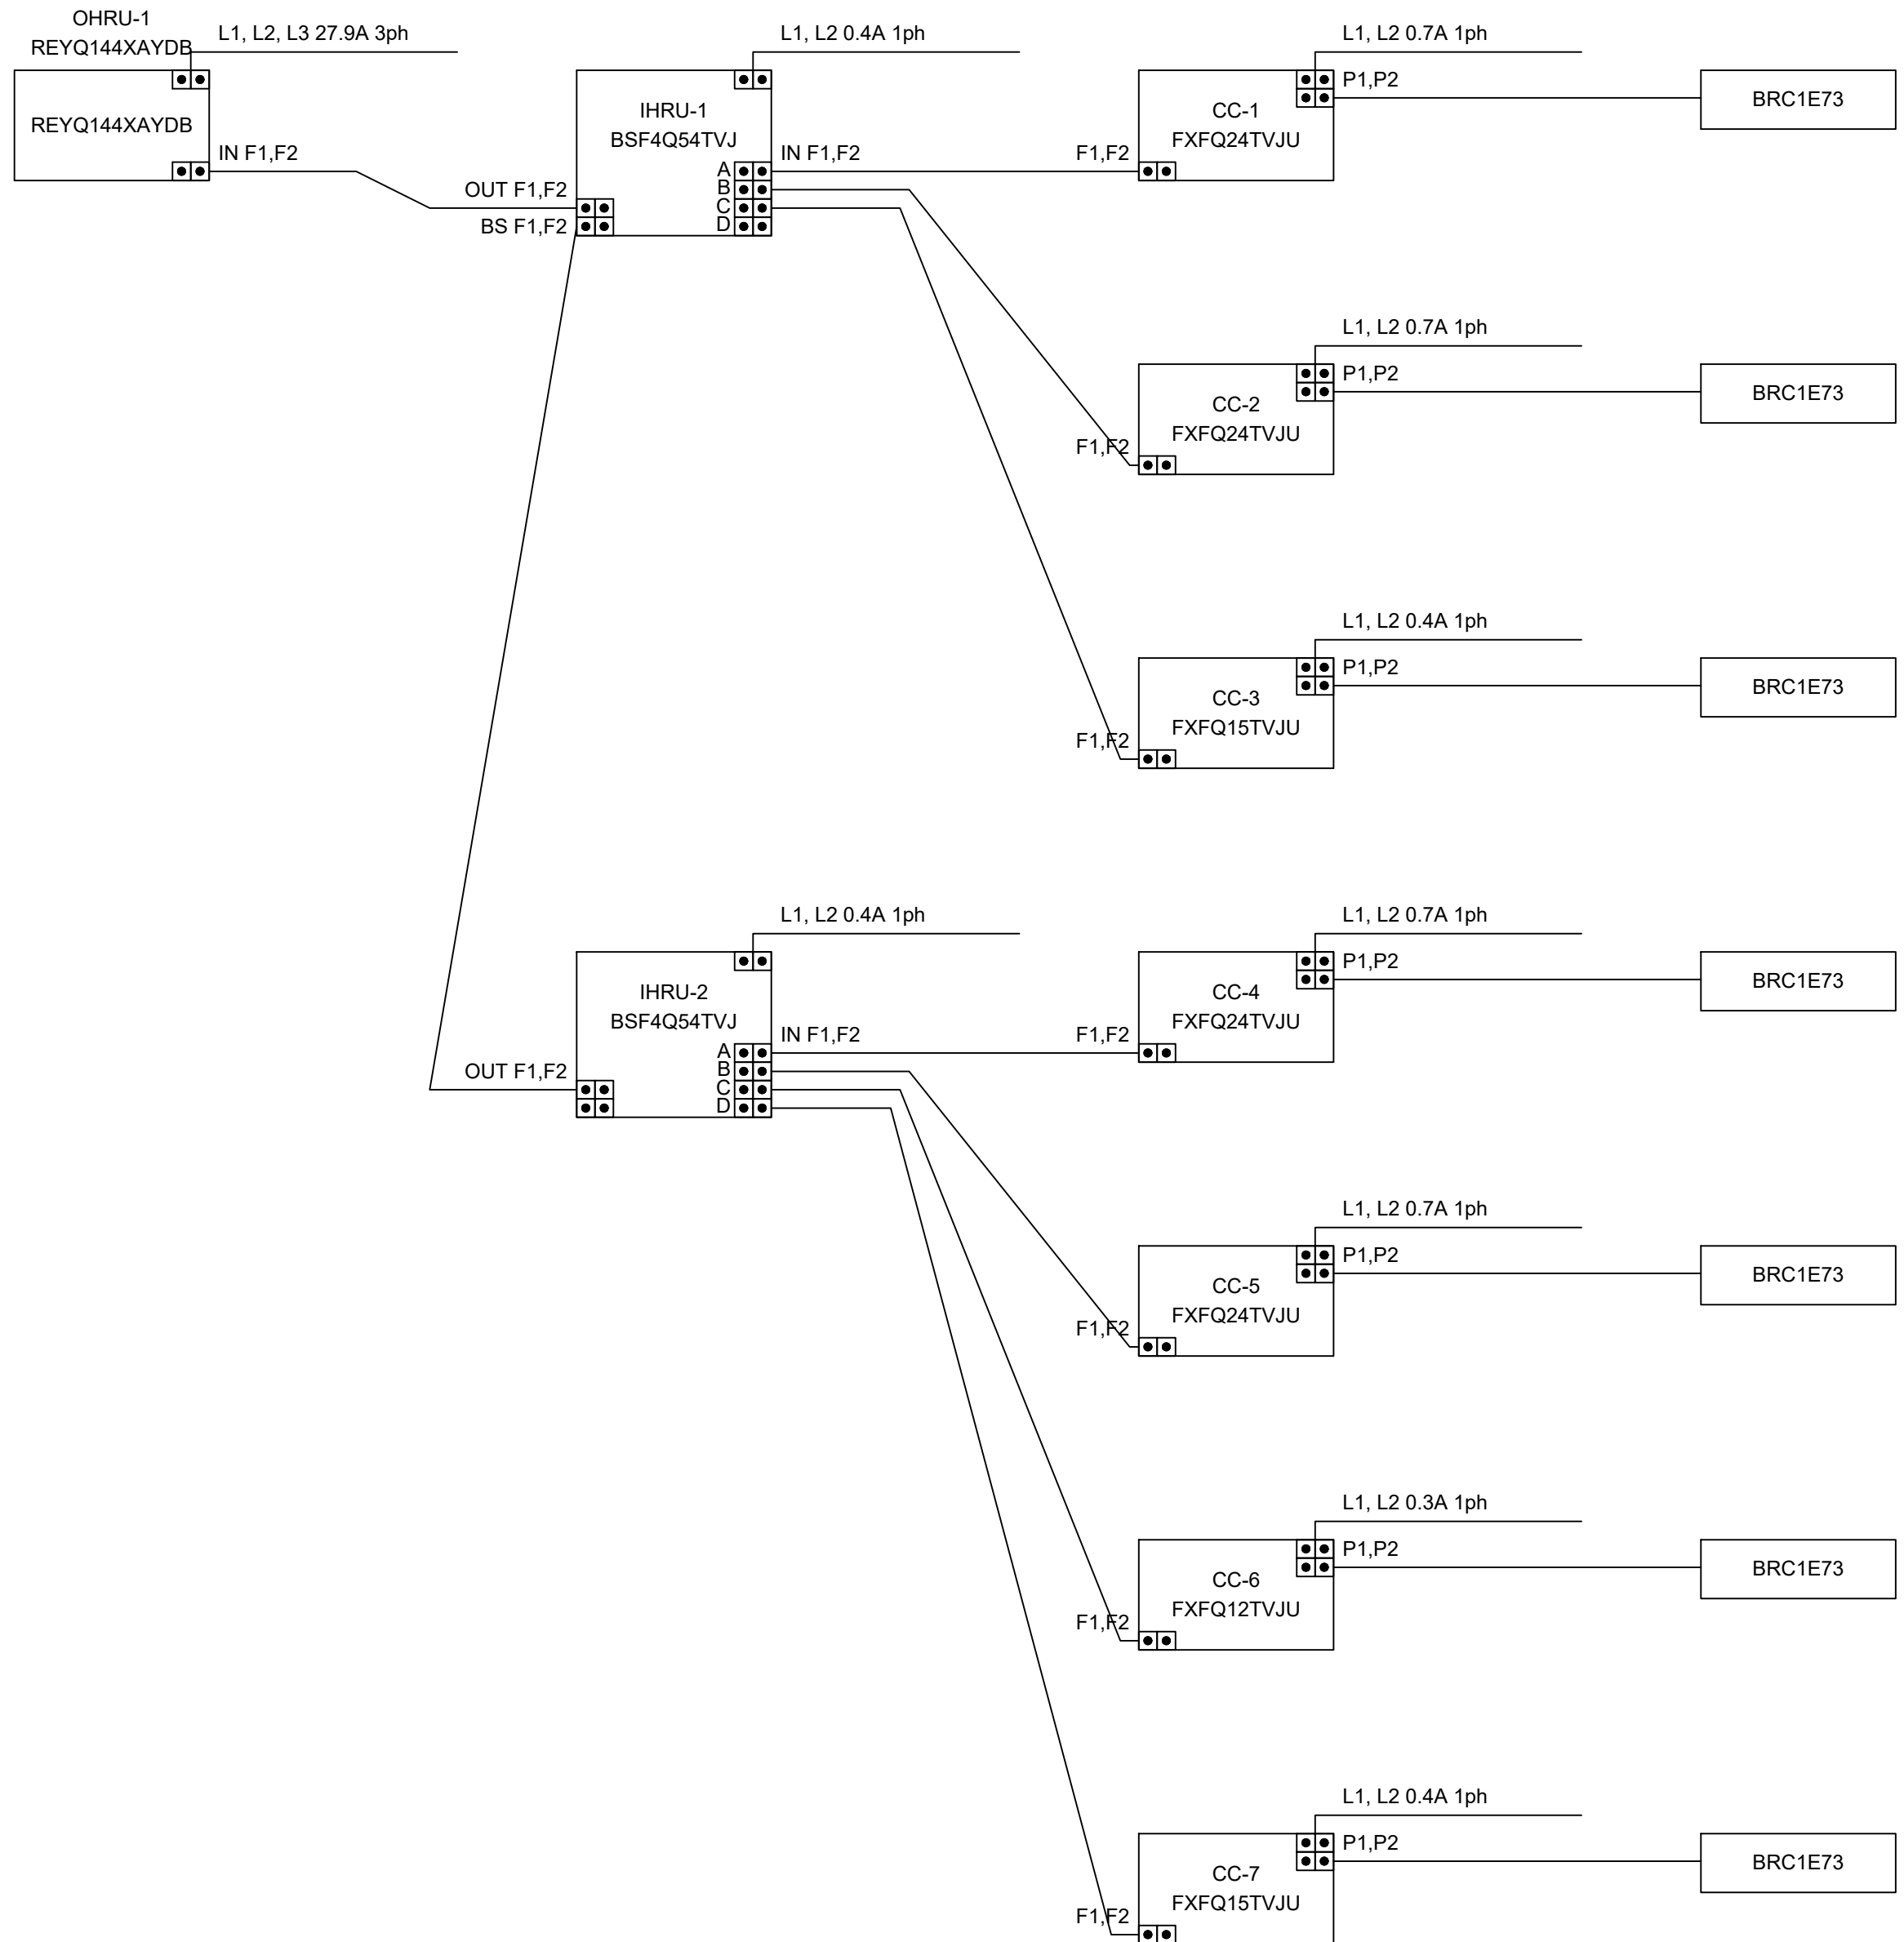 OHRU-1
REYQ144XAYDB
L1, L2, L3 27.9A 3ph
REYQ144XAYDB
IN F1,F2
L1, L2 0.4A 1ph
IHRU-1
BSF4Q54TVJ
OUT F1,F2
BS F1,F2
A
B
C
D
IN F1,F2
L1, L2 0.7A 1ph
P1,P2
CC-1
FXFQ24TVJU
F1,F2
BRC1E73
L1, L2 0.7A 1ph
P1,P2
CC-2
FXFQ24TVJU
F1,F2
BRC1E73
L1, L2 0.4A 1ph
P1,P2
CC-3
FXFQ15TVJU
F1,F2
BRC1E73
L1, L2 0.4A 1ph
IHRU-2
BSF4Q54TVJ
OUT F1,F2
A
B
C
D
IN F1,F2
L1, L2 0.7A 1ph
P1,P2
CC-4
FXFQ24TVJU
F1,F2
BRC1E73
L1, L2 0.7A 1ph
P1,P2
CC-5
FXFQ24TVJU
F1,F2
BRC1E73
L1, L2 0.3A 1ph
P1,P2
CC-6
FXFQ12TVJU
F1,F2
BRC1E73
L1, L2 0.4A 1ph
P1,P2
CC-7
FXFQ15TVJU
F1,F2
BRC1E73